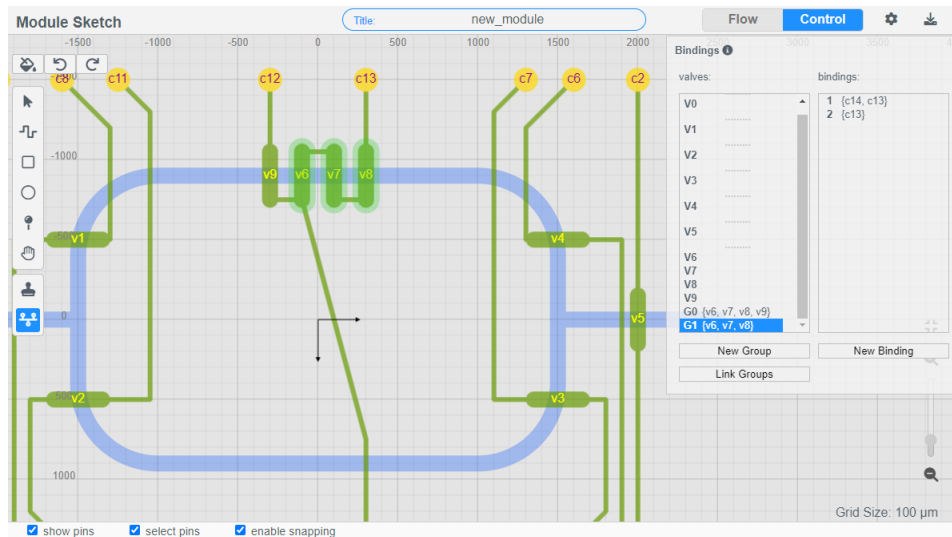 Module Sketch
Title: new_module
Flow Control
-1500 -1000 -500 0 500 1000 1500 2000 2500 3000 3500
c8 c11 c12 c13 c7 c6 c2
Bindings
valves: bindings:
V0
1 {c14, c13}
2 {c13}
V1
V2
V3
V4
V5
V6
V7
V8
V9
G0 {v6, v7, v8, v9}
G1 {v6, v7, v8}
New Group New Binding
Link Groups
-1000
v9 v6 v7 v8
v1 v4
0
v5
500
v2 v3
1000
Grid Size: 100 μm
show pins select pins enable snapping